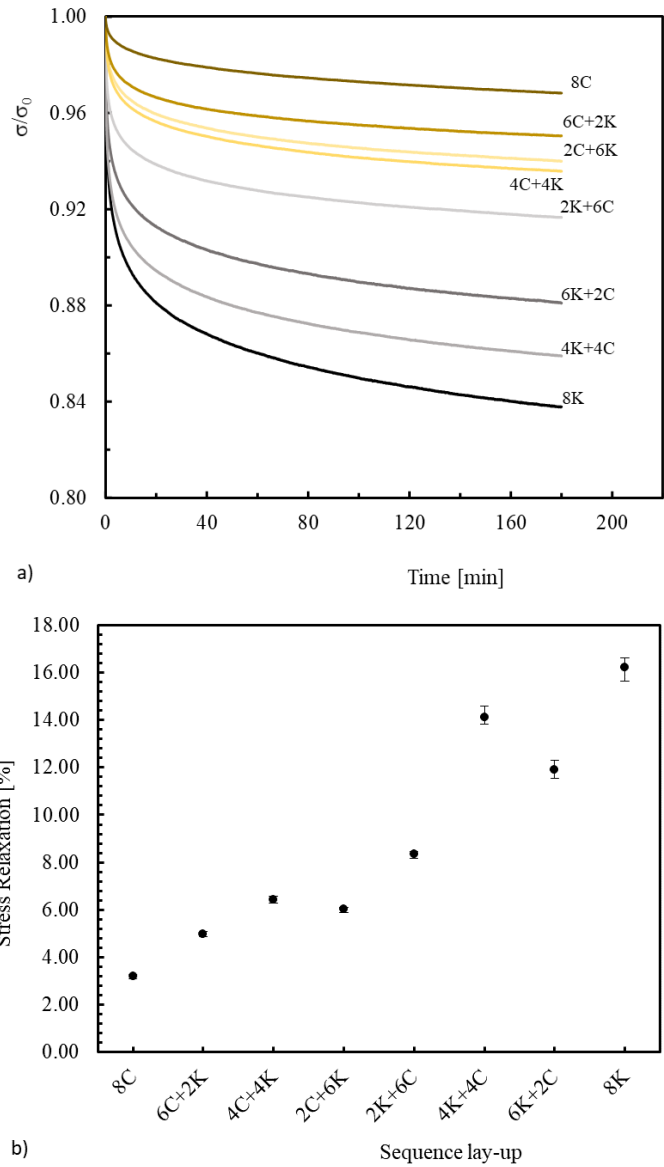 1.00
0.96
0.92
0.88
0.84
0.80
σ/σ0
8C
6C+2K
2C+6K
4C+4K
2K+6C
6K+2C
4K+4C
8K
0 40 80 120 160 200
a)
Time [min]
18.00
16.00
14.00
12.00
10.00
8.00
6.00
4.00
2.00
0.00
Stress Relaxation [%]
8C 6C+2K 4C+4K 2C+6K 2K+6C 4K+4C 6K+2C 8K
b)
Sequence lay-up